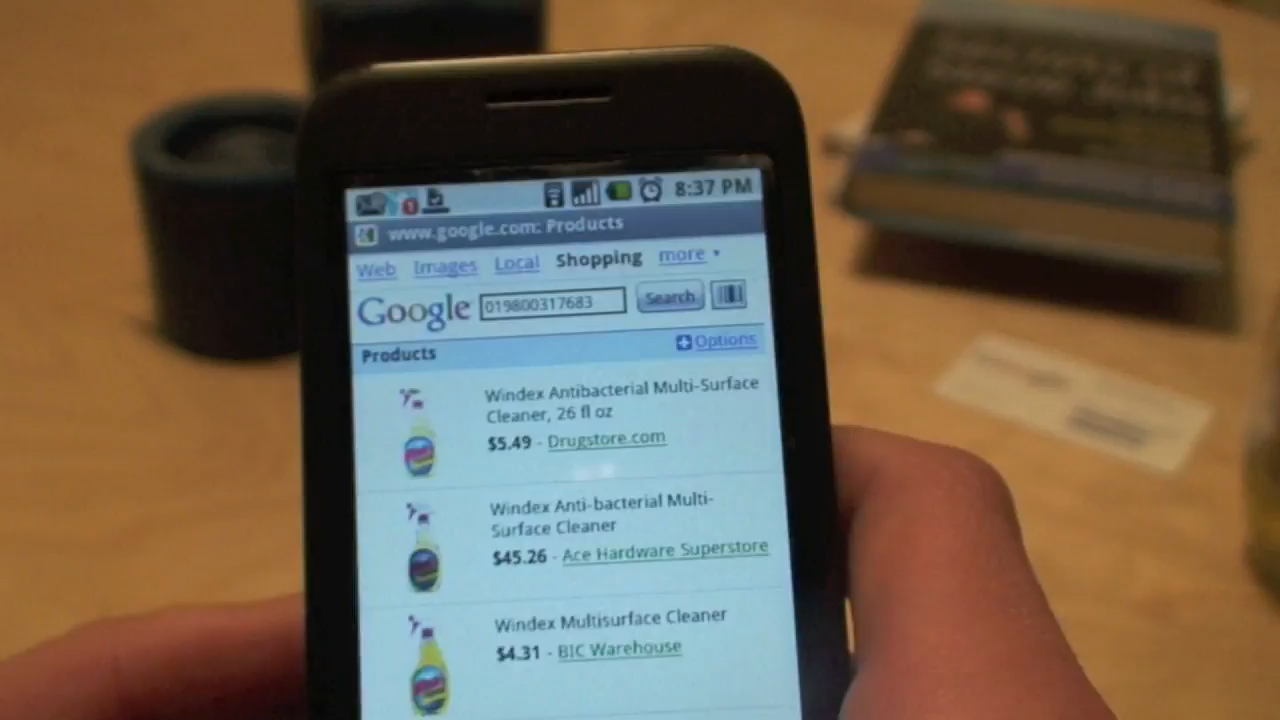 8:37 PM
www.google.com: Products
Web Images Local Shopping more
Google 019800317683 Search
Products Options
Windex Antibacterial Multi-Surface
Cleaner, 26 fl oz
$5.49 - Drugstore.com
Windex Anti-bacterial Multi-
Surface Cleaner
$45.26 - Ace Hardware Superstore
Windex Multisurface Cleaner
$4.31 - BIC Warehouse